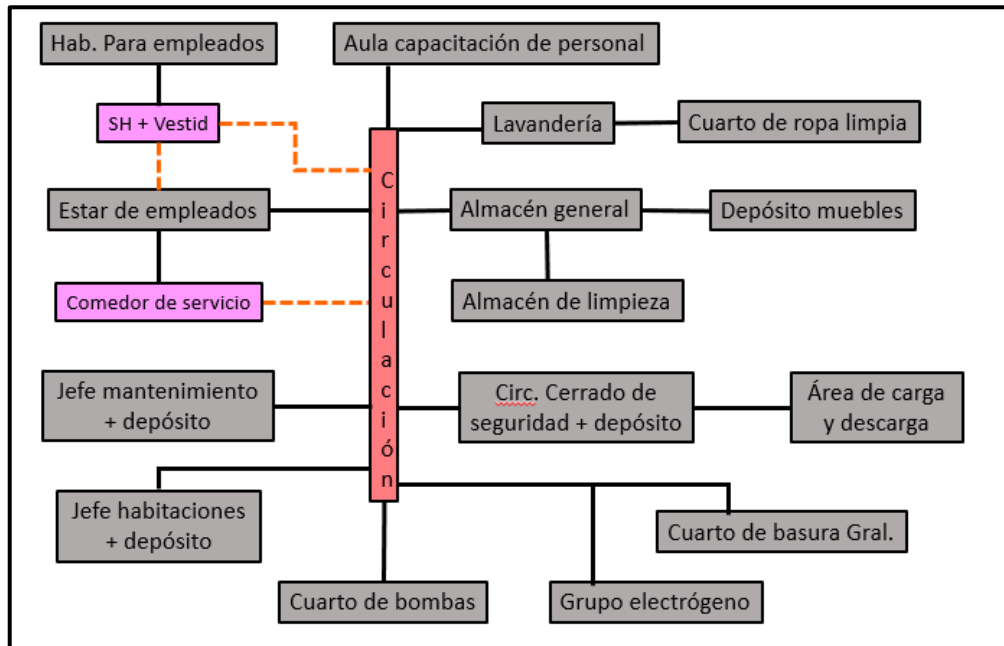 Hab. Para empleados
Aula capacitación de personal
SH + Vestid
Lavandería
Cuarto de ropa limpia
Circulación
Estar de empleados
Almacén general
Depósito muebles
Comedor de servicio
Almacén de limpieza
Jefe mantenimiento
+ depósito
Circ. Cerrado de
seguridad + depósito
Área de carga
y descarga
Jefe habitaciones
+ depósito
Cuarto de basura Gral.
Cuarto de bombas
Grupo electrógeno